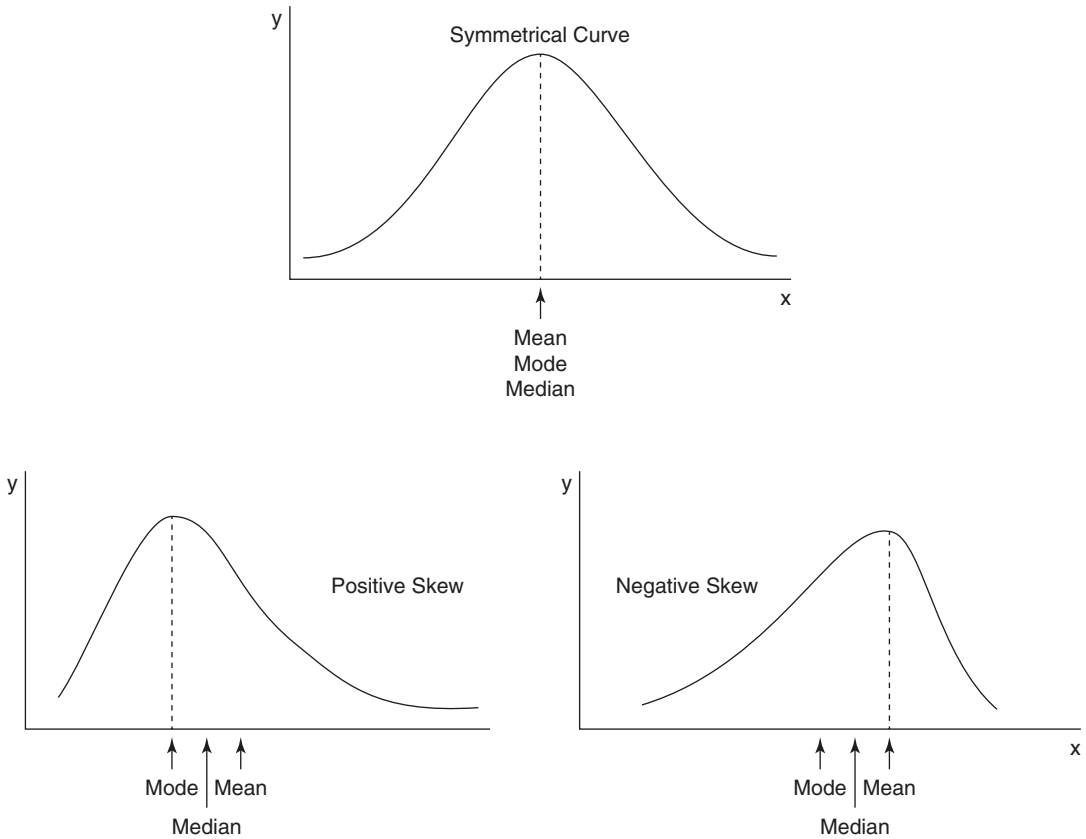 y
Symmetrical Curve
x
Mean
Mode
Median
y
Positive Skew
Mode
Mean
Median
y
Negative Skew
x
Mode
Mean
Median